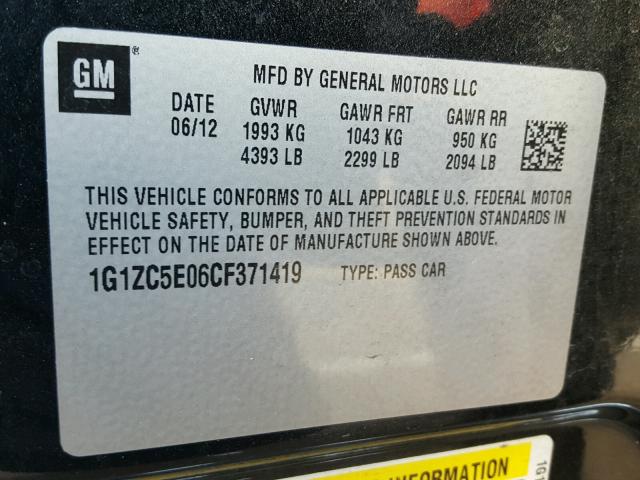 GM
MFD BY GENERAL MOTORS LLC
DATE GVWR GAWR FRT GAWR RR
06/12 1993 KG 1043 KG 950 KG
4393 LB 2299 LB 2094 LB
THIS VEHICLE CONFORMS TO ALL APPLICABLE U.S. FEDERAL MOTOR
VEHICLE SAFETY, BUMPER, AND THEFT PREVENTION STANDARDS IN
EFFECT ON THE DATE OF MANUFACTURE SHOWN ABOVE.
1G1ZC5E06CF371419 TYPE: PASS CAR
INFORMATION